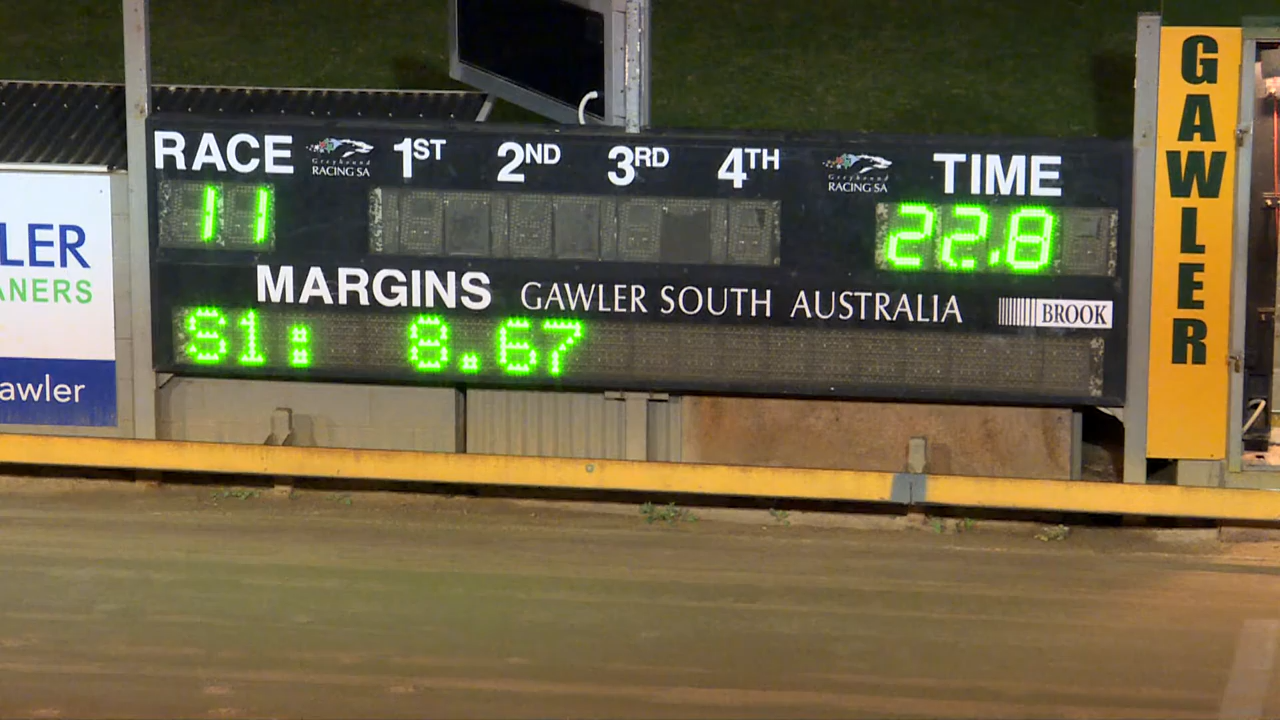 RACE
Greyhound
RACING SA
1ST 2ND 3RD 4TH
Greyhound
RACING SA
TIME
11
22.8
MARGINS
GAWLER SOUTH AUSTRALIA
BROOK
S1: 8.67
GAWLER
LER
ANERS
awler